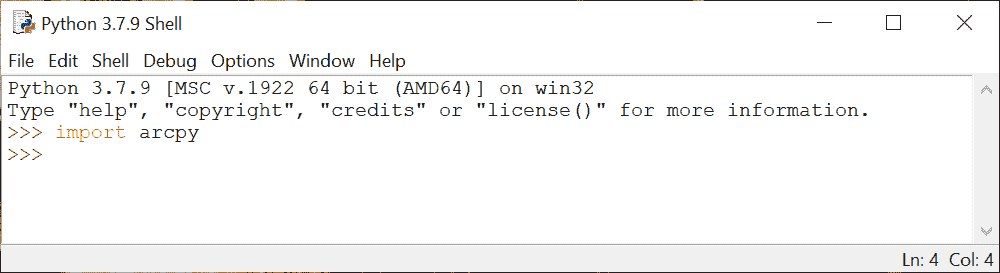 Python 3.7.9 Shell
File Edit Shell Debug Options Window Help
Python 3.7.9 [MSC v.1922 64 bit (AMD64)] on win32
Type "help", "copyright", "credits" or "license()" for more information.
>>> import arcpy
>>>
Ln: 4 Col: 4